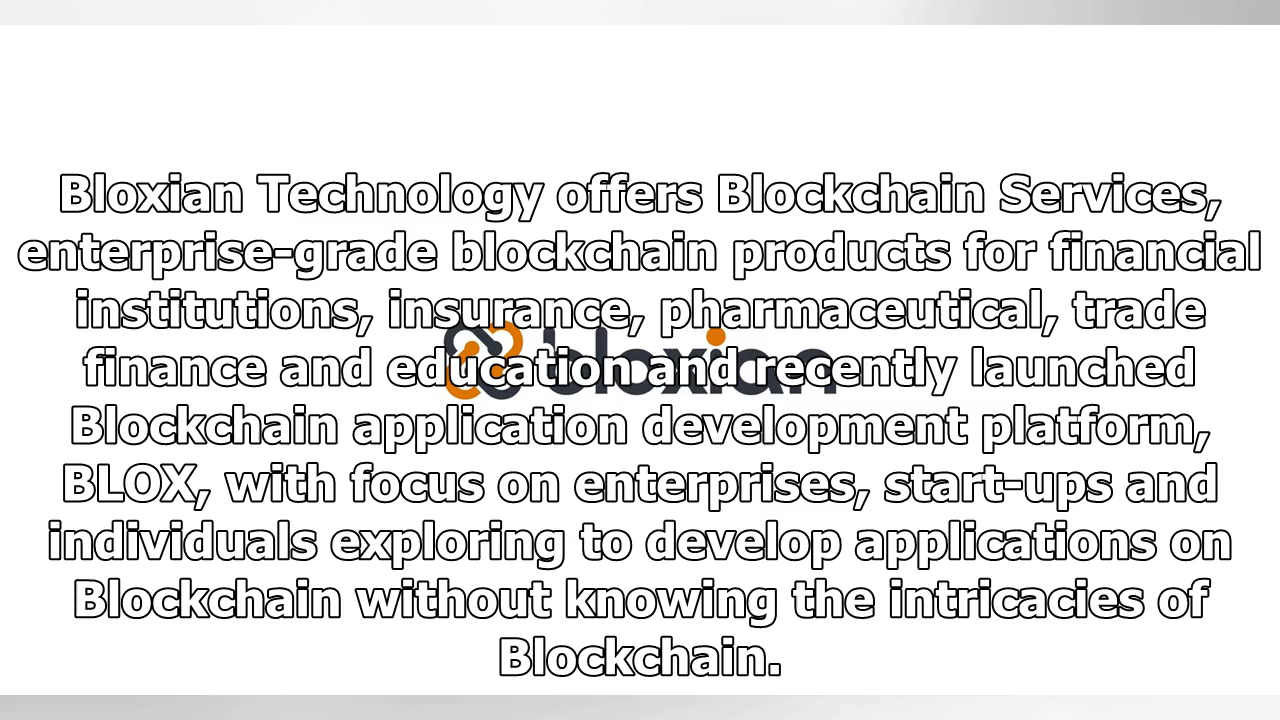 Bloxian Technology offers Blockchain Services,
enterprise-grade blockchain products for financial
institutions, insurance, pharmaceutical, trade
finance and education and recently launched
bloxian
Blockchain application development platform,
BLOX, with focus on enterprises, start-ups and
individuals exploring to develop applications on
Blockchain without knowing the intricacies of
Blockchain.